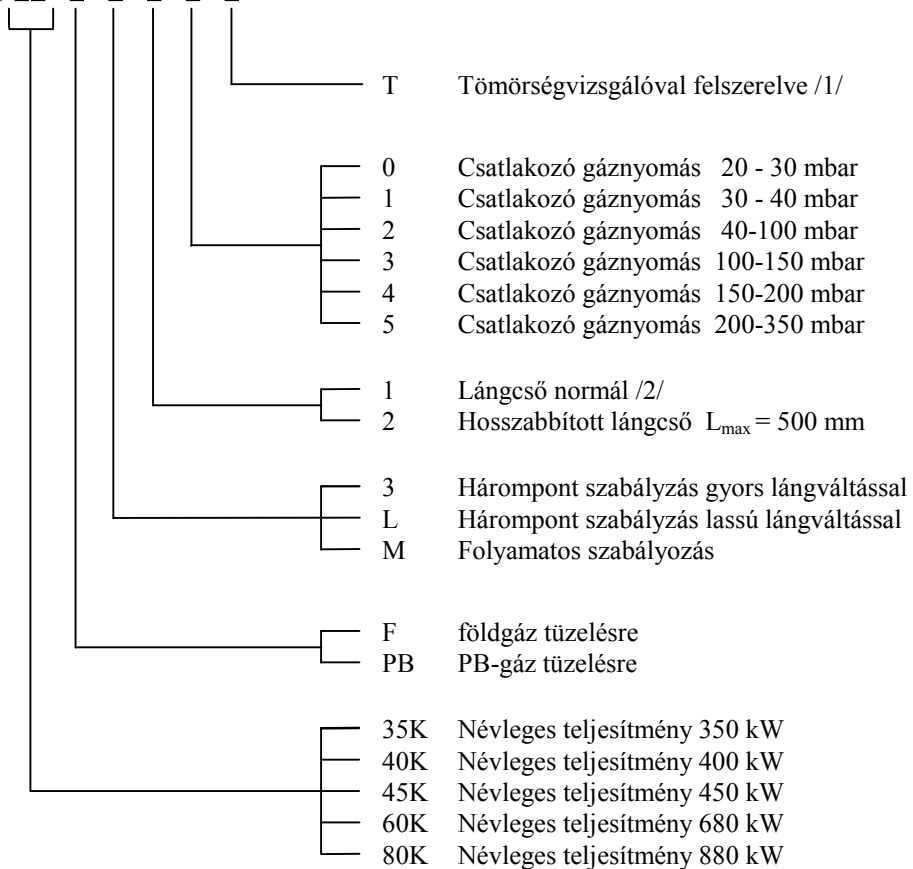 T Tömörségvizsgálóval felszerelve /1/
0 Csatlakozó gáznyomás 20 - 30 mbar
1 Csatlakozó gáznyomás 30 - 40 mbar
2 Csatlakozó gáznyomás 40-100 mbar
3 Csatlakozó gáznyomás 100-150 mbar
4 Csatlakozó gáznyomás 150-200 mbar
5 Csatlakozó gáznyomás 200-350 mbar
1 Lángcső normál /2/
2 Hosszabbított lángcső Lmax = 500 mm
3 Hárompont szabályzás gyors lángváltással
L Hárompont szabályzás lassú lángváltással
M Folyamatos szabályozás
F földgáz tüzelésre
PB PB-gáz tüzelésre
35K Névleges teljesítmény 350 kW
40K Névleges teljesítmény 400 kW
45K Névleges teljesítmény 450 kW
60K Névleges teljesítmény 680 kW
80K Névleges teljesítmény 880 kW